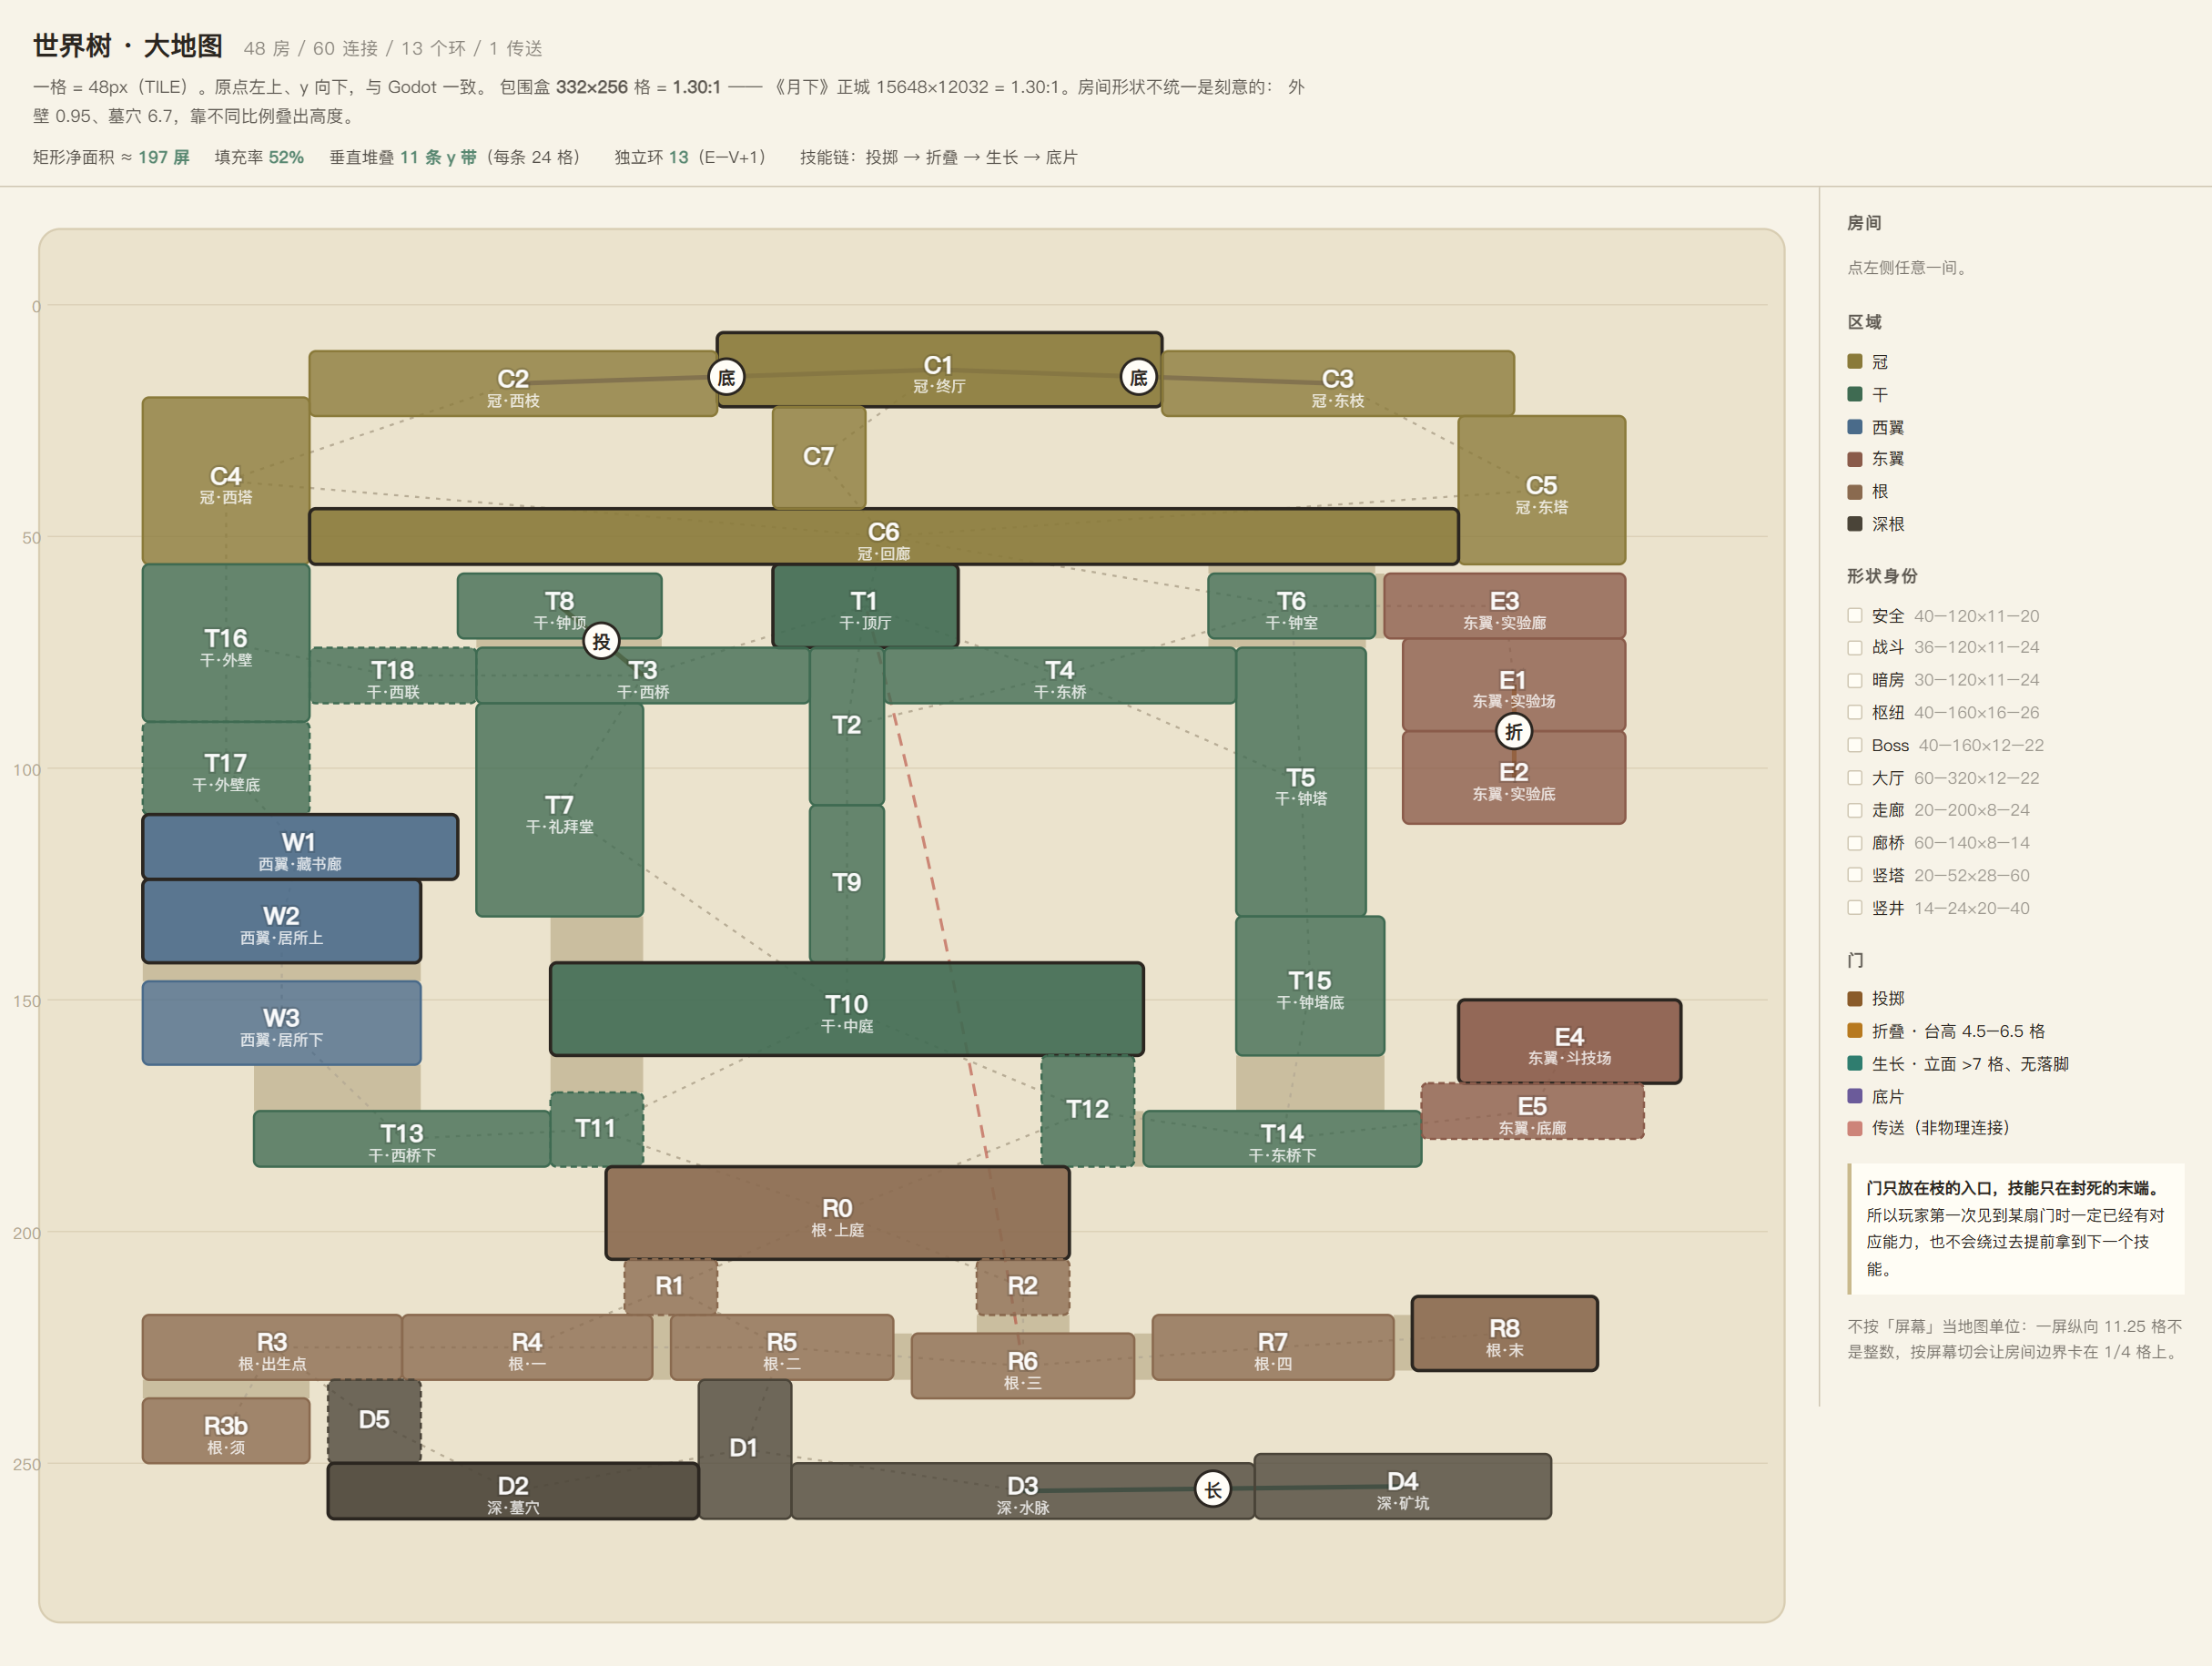 世界树 · 大地图 48 房 / 60 连接 / 13 个环 / 1 传送
一格 = 48px（TILE）。原点左上、y 向下，与 Godot 一致。 包围盒 332×256 格 = 1.30:1 —— 《月下》正城 15648×12032 = 1.30:1。房间形状不统一是刻意的： 外
壁 0.95、墓穴 6.7，靠不同比例叠出高度。
矩形净面积 ≈ 197 屏 填充率 52% 垂直堆叠 11 条 y 带（每条 24 格） 独立环 13（E−V+1） 技能链：投掷 → 折叠 → 生长 → 底片
0
C1
冠·终厅
C2
冠·西枝
底
底
C3
冠·东枝
C7
C4
冠·西塔
C5
冠·东塔
50
C6
冠·回廊
T8
干·钟顶
投
T1
干·顶厅
T6
干·钟室
E3
东翼·实验廊
T16
干·外壁
T18
干·西联
T3
干·西桥
T4
干·东桥
E1
东翼·实验场
T2
折
100
T17
干·外壁底
T5
干·钟塔
E2
东翼·实验底
T7
干·礼拜堂
W1
西翼·藏书廊
T9
W2
西翼·居所上
150
T10
干·中庭
T15
干·钟塔底
W3
西翼·居所下
E4
东翼·斗技场
T12
E5
东翼·底廊
T13
干·西桥下
T11
T14
干·东桥下
200
R0
根·上庭
R1
R2
R3
根·出生点
R4
根·一
R5
根·二
R6
根·三
R7
根·四
R8
根·末
R3b
根·须
D5
D1
250
D2
深·墓穴
D3
深·水脉
长
D4
深·矿坑
房间
点左侧任意一间。
区域
冠
干
西翼
东翼
根
深根
形状身份
安全 40–120×11–20
战斗 36–120×11–24
暗房 30–120×11–24
枢纽 40–160×16–26
Boss 40–160×12–22
大厅 60–320×12–22
走廊 20–200×8–24
廊桥 60–140×8–14
竖塔 20–52×28–60
竖井 14–24×20–40
门
投掷
折叠 · 台高 4.5–6.5 格
生长 · 立面 >7 格、无落脚
底片
传送（非物理连接）
门只放在枝的入口，技能只在封死的末端。
所以玩家第一次见到某扇门时一定已经有对
应能力，也不会绕过去提前拿到下一个技
能。
不按「屏幕」当地图单位：一屏纵向 11.25 格不
是整数，按屏幕切会让房间边界卡在 1/4 格上。